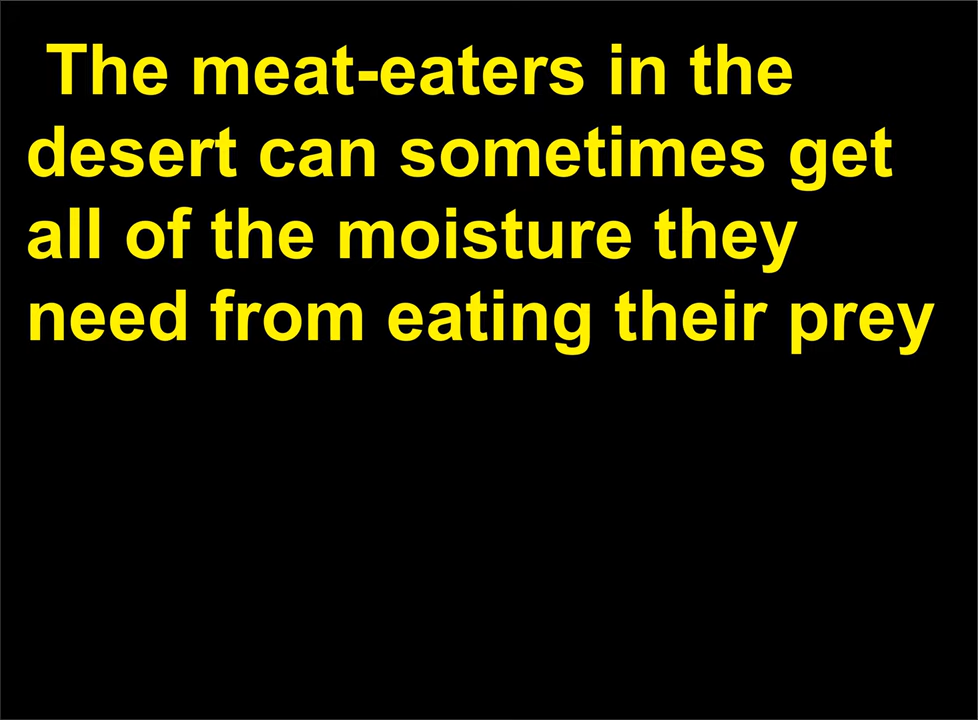 The meat-eaters in the
desert can sometimes get
all of the moisture they
need from eating their prey